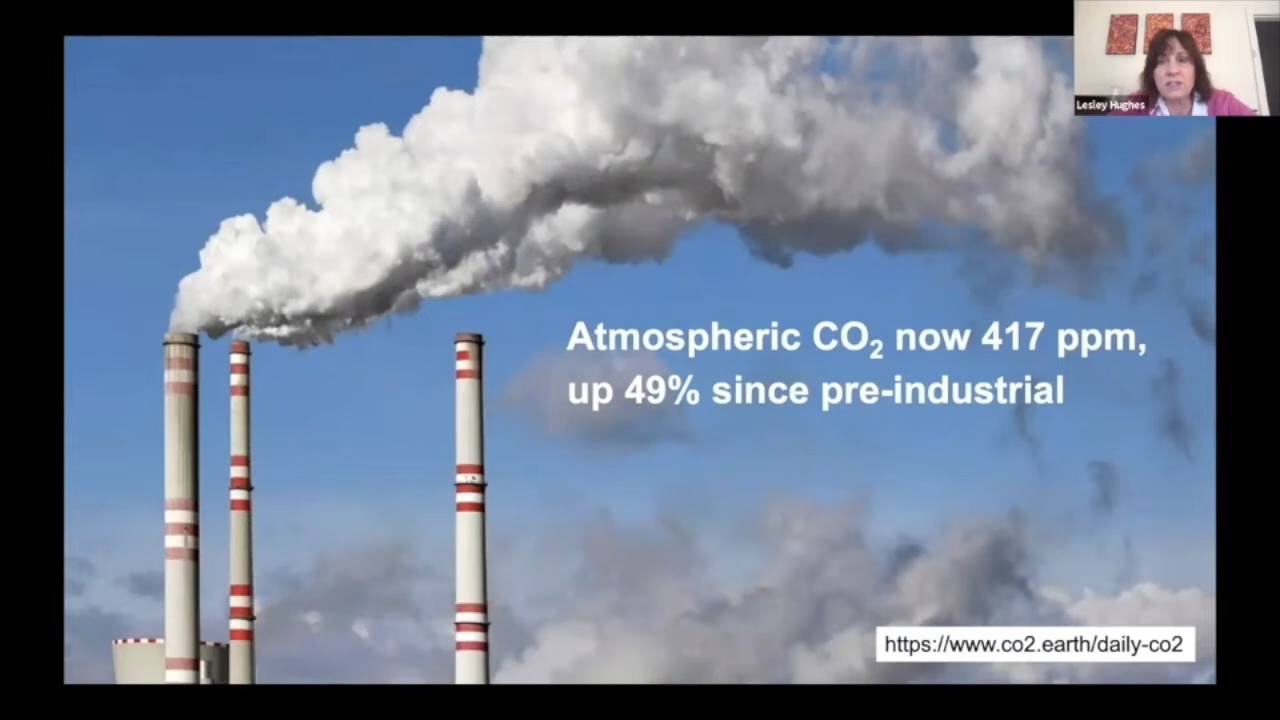 Lesley Hughes
Atmospheric CO₂ now 417 ppm,
up 49% since pre-industrial
https://www.co2.earth/daily-co2